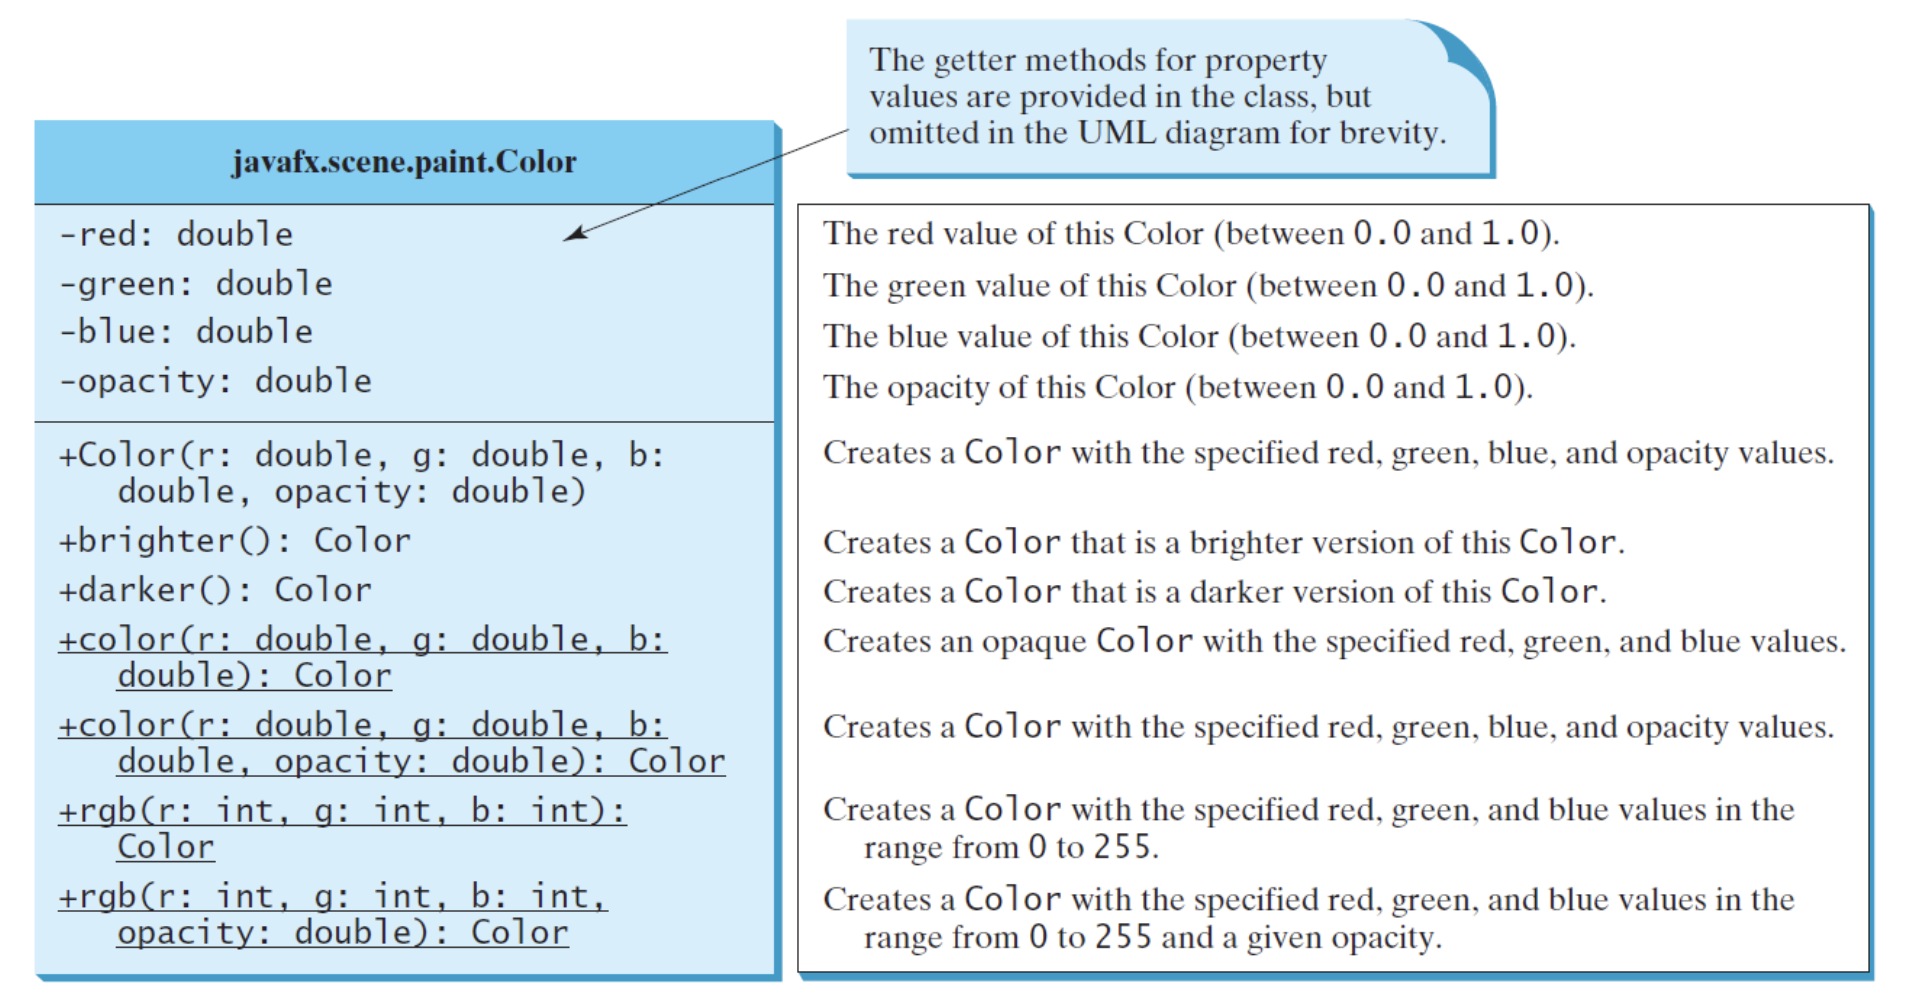 The getter methods for property
values are provided in the class, but
omitted in the UML diagram for brevity.
javafx.scene.paint.Color
-red: double
The red value of this Color (between 0.0 and 1.0).
-green: double
The green value of this Color (between 0.0 and 1.0).
-blue: double
The blue value of this Color (between 0.0 and 1.0).
-opacity: double
The opacity of this Color (between 0.0 and 1.0).
+Color(r: double, g: double, b:
double, opacity: double)
Creates a Color with the specified red, green, blue, and opacity values.
+brighter(): Color
Creates a Color that is a brighter version of this Color.
+darker(): Color
Creates a Color that is a darker version of this Color.
+color(r: double, g: double, b:
double): Color
Creates an opaque Color with the specified red, green, and blue values.
+color(r: double, g: double, b:
double, opacity: double): Color
Creates a Color with the specified red, green, blue, and opacity values.
+rgb(r: int, g: int, b: int):
Color
Creates a Color with the specified red, green, and blue values in the
range from 0 to 255.
+rgb(r: int, g: int, b: int,
opacity: double): Color
Creates a Color with the specified red, green, and blue values in the
range from 0 to 255 and a given opacity.